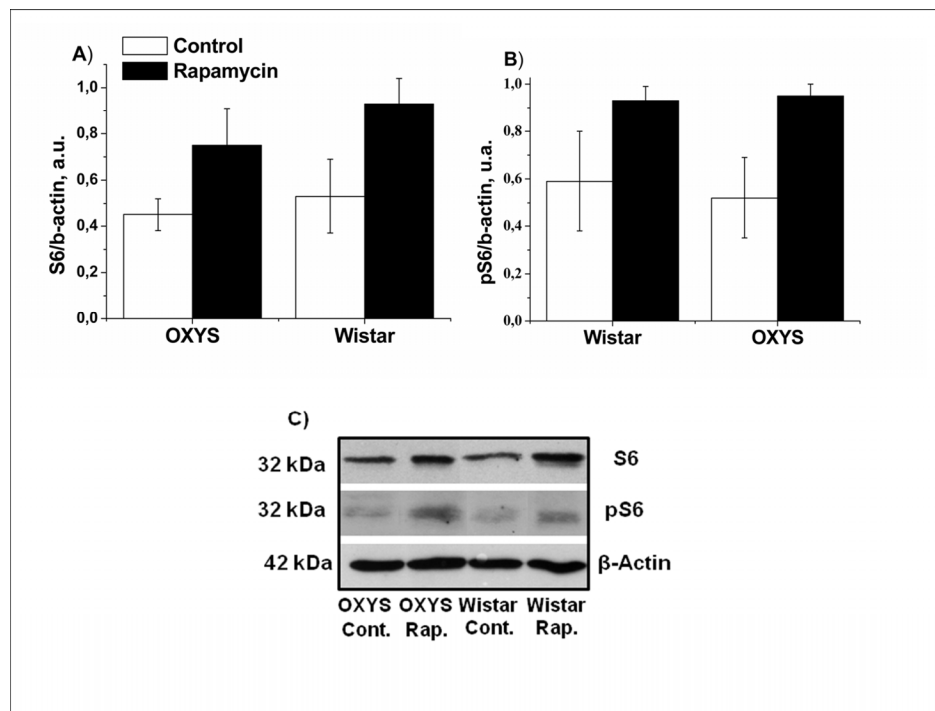 A)
Control
Rapamycin
S6/b-actin, a.u.
1,0
0,8
0,6
0,4
0,2
0,0
OXYS
Wistar
B)
pS6/b-actin, u.a.
1,0
0,8
0,6
0,4
0,2
0,0
Wistar
OXYS
C)
32 kDa
S6
32 kDa
pS6
42 kDa
β-Actin
OXYS OXYS Wistar Wistar
Cont. Rap. Cont. Rap.